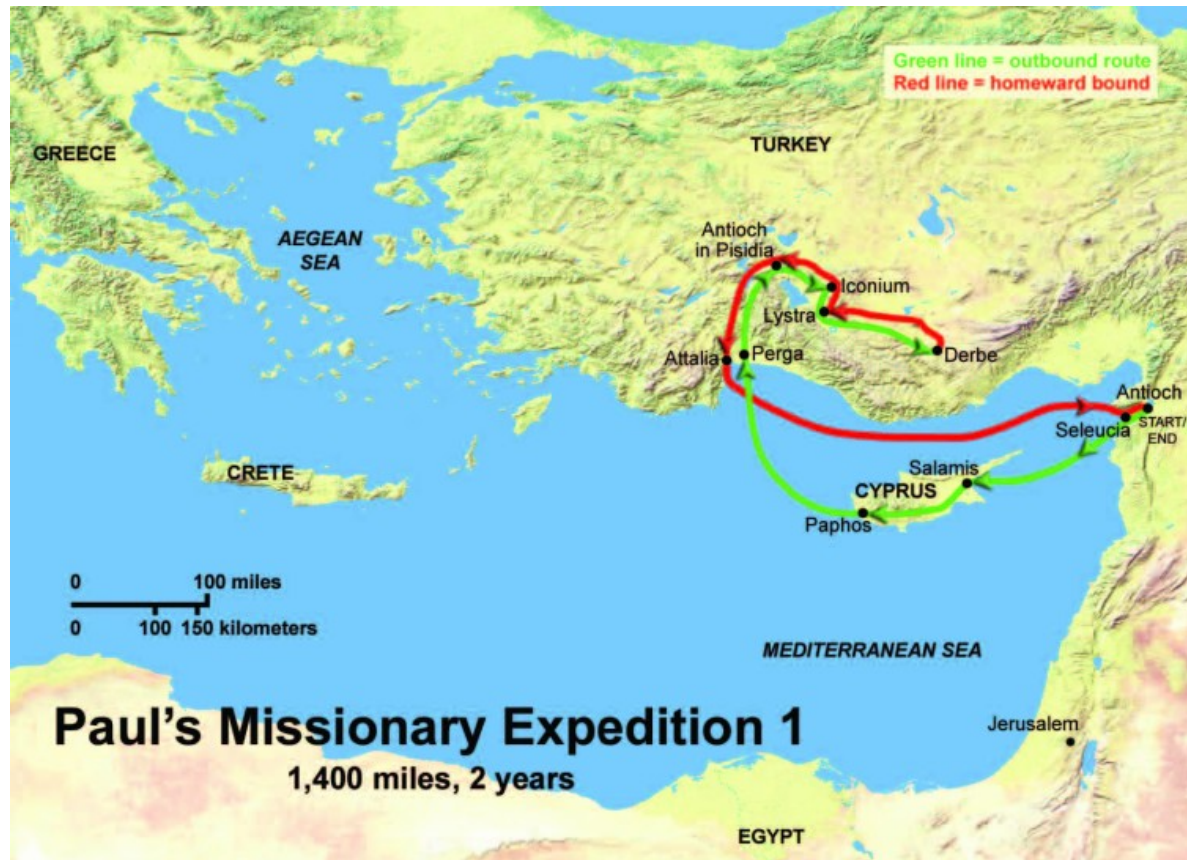 Green line = outbound route
Red line = homeward bound
GREECE
TURKEY
AEGEAN
SEA
Antioch
in Pisidia
Iconium
Lystra
Attalia
Perga
Derbe
Antioch
START/
END
Seleucia
Salamis
CYPRUS
Paphos
CRETE
0 100 miles
0 100 150 kilometers
MEDITERRANEAN SEA
Paul's Missionary Expedition 1
1,400 miles, 2 years
Jerusalem
EGYPT